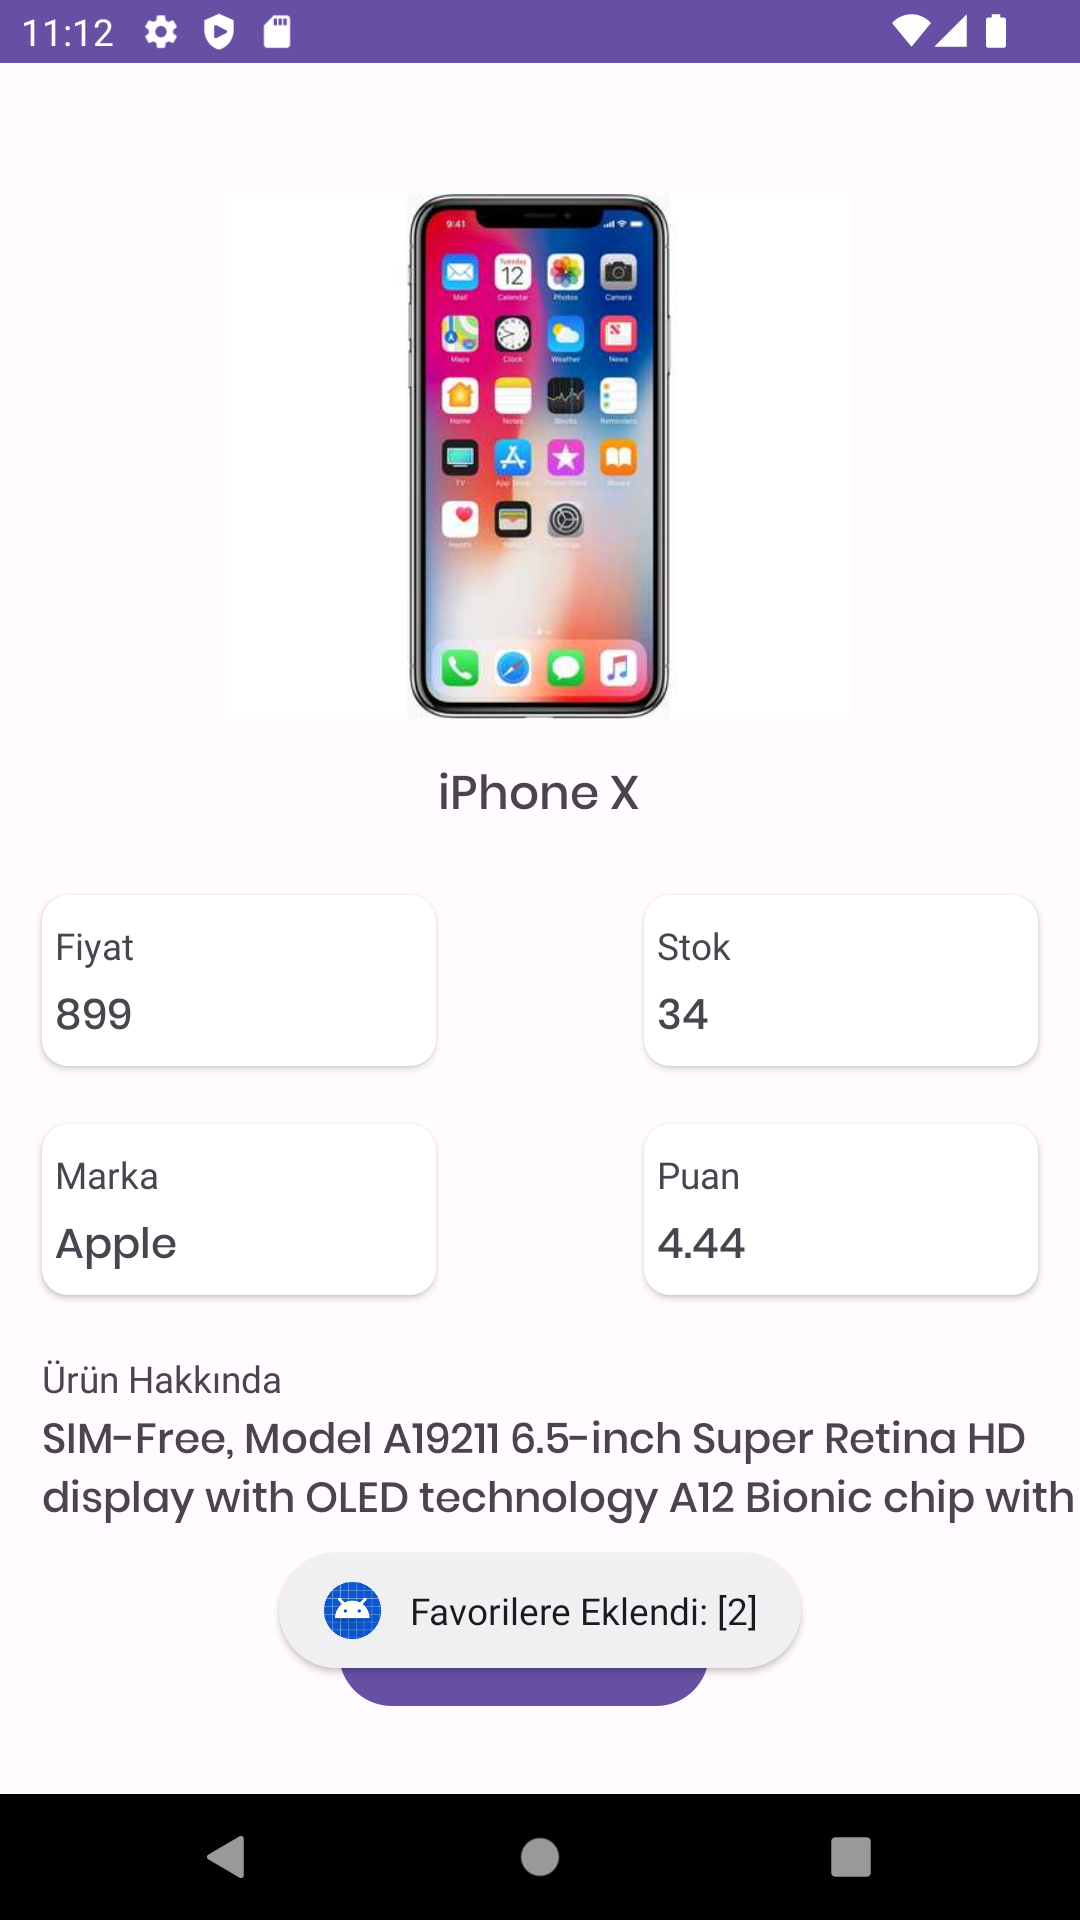 11:12
9:41
Tuesday
12
Mail Calendar Photos Camera
Maps Clock Weather News
Home Notes Stocks Reminders
TV App Store
iPhone X
Fiyat
899
Stok
34
Marka
Apple
Puan
4.44
Ürün Hakkında
SIM-Free, Model A19211 6.5-inch Super Retina HD
display with OLED technology A12 Bionic chip with
Favorilere Eklendi: [2]